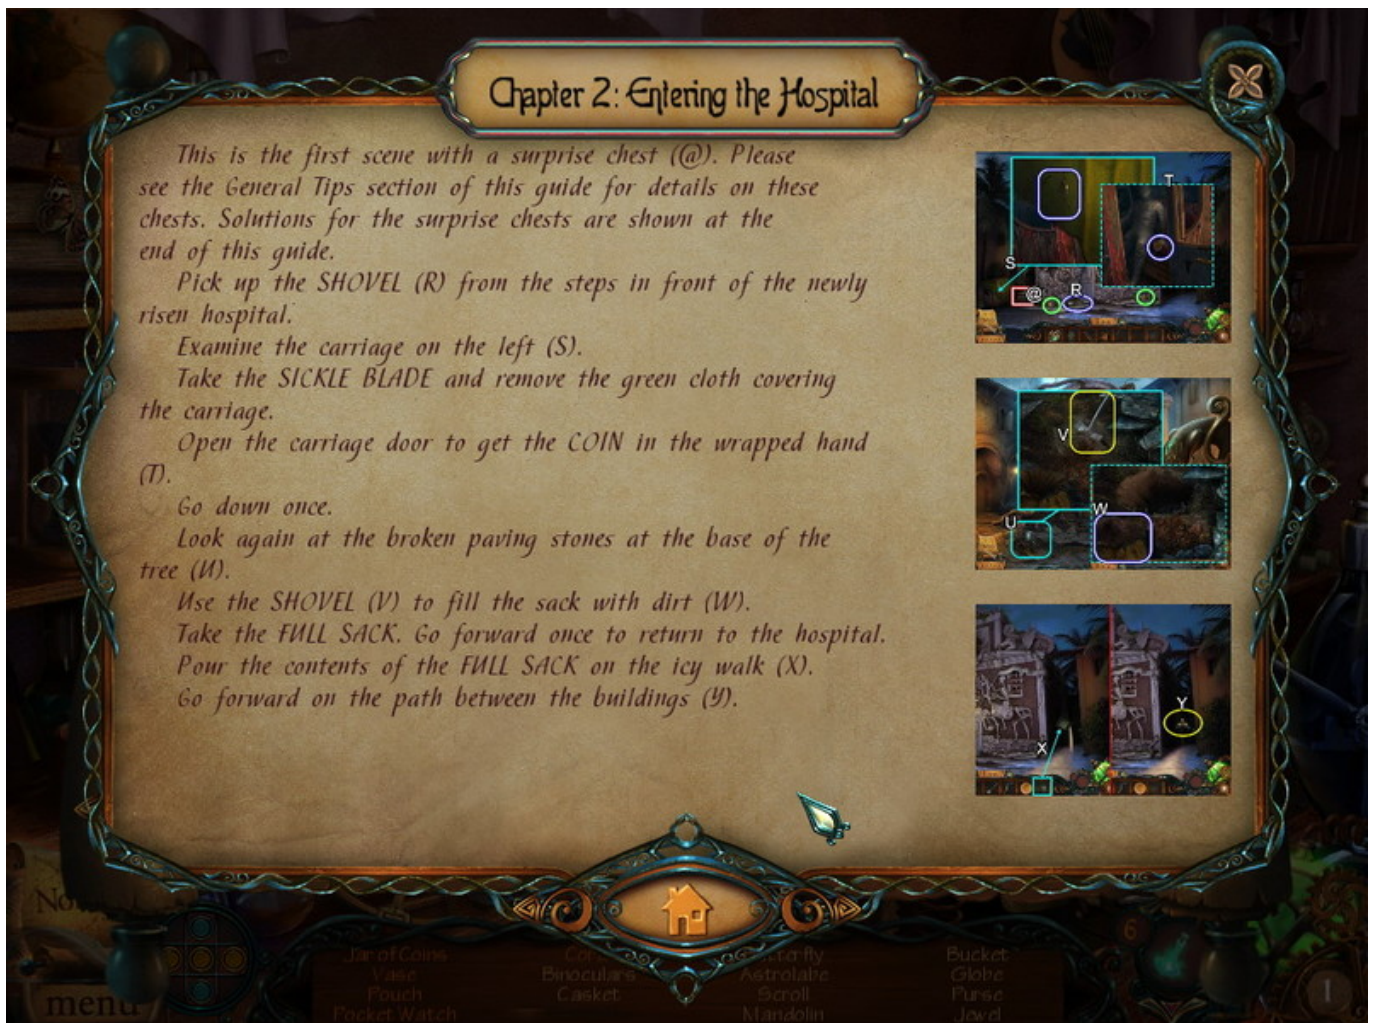 Chapter 2: Entering the Hospital
This is the first scene with a surprise chest (@). Please
see the General Tips section of this guide for details on these
chests. Solutions for the surprise chests are shown at the
end of this guide.
Pick up the SHOVEL (R) from the steps in front of the newly
risen hospital.
Examine the carriage on the left (S).
Take the SICKLE BLADE and remove the green cloth covering
the carriage.
Open the carriage door to get the COIN in the wrapped hand
(T).
Go down once.
Look again at the broken paving stones at the base of the
tree (U).
Use the SHOVEL (V) to fill the sack with dirt (W).
Take the FULL SACK. Go forward once to return to the hospital.
Pour the contents of the FULL SACK on the icy walk (X).
Go forward on the path between the buildings (Y).
T
S
@ R
V
W
U
Y
X
6
Jar of Coins
Bucket
Vase Binoculars Astrolabe Globe
Pouch Casket Scroll Purse
Pocket Watch Mandolin Jewel
menu
1